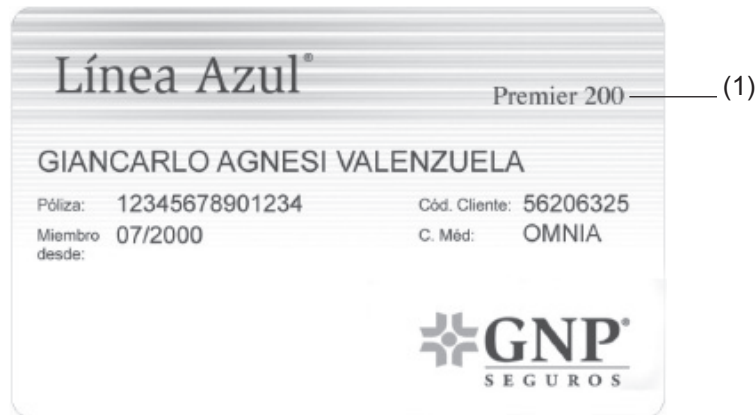 Línea Azul®
Premier 200 (1)
GIANCARLO AGNESI VALENZUELA
Póliza: 12345678901234 Cód. Cliente: 56206325
Miembro desde: 07/2000 C. Méd: OMNIA
GNP®
SEGUROS